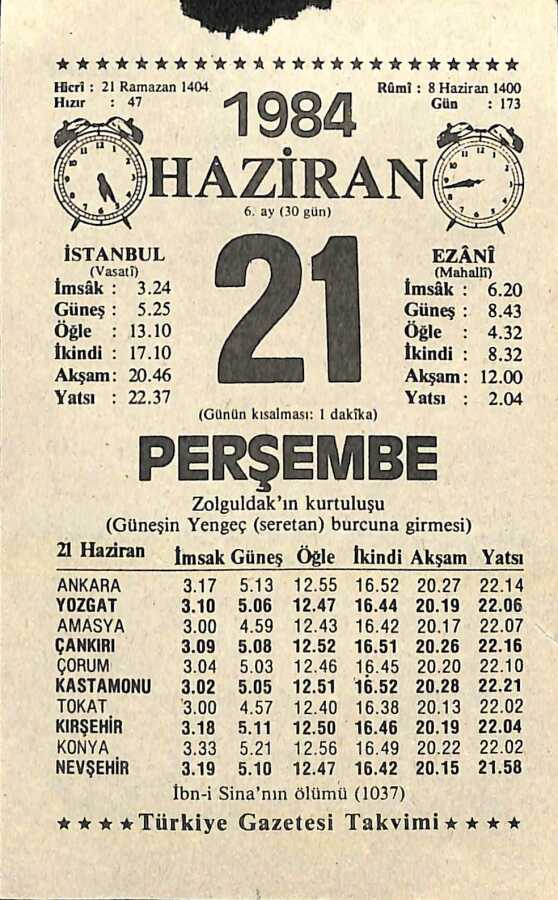 ★★★★★★★★★★★★★★★★★★★★★★★★
Hicrî : 21 Ramazan 1404
Hızır : 47
Rûmî : 8 Haziran 1400
Gün : 173
1984
HAZİRAN
6. ay (30 gün)
İSTANBUL
(Vasatî)
İmsâk : 3.24
Güneş : 5.25
Öğle : 13.10
İkindi : 17.10
Akşam: 20.46
Yatsı : 22.37
21
EZÂNÎ
(Mahallî)
İmsâk : 6.20
Güneş : 8.43
Öğle : 4.32
İkindi : 8.32
Akşam: 12.00
Yatsı : 2.04
(Günün kısalması: 1 dakîka)
PERŞEMBE
Zolguldak'ın kurtuluşu
(Güneşin Yengeç (seretan) burcuna girmesi)
21 Haziran İmsak Güneş Öğle İkindi Akşam Yatsı
ANKARA 3.17 5.13 12.55 16.52 20.27 22.14
YOZGAT 3.10 5.06 12.47 16.44 20.19 22.06
AMASYA 3.00 4.59 12.43 16.42 20.17 22.07
ÇANKIRI 3.09 5.08 12.52 16.51 20.26 22.16
ÇORUM 3.04 5.03 12.46 16.45 20.20 22.10
KASTAMONU 3.02 5.05 12.51 16.52 20.28 22.21
TOKAT 3.00 4.57 12.40 16.38 20.13 22.02
KIRŞEHİR 3.18 5.11 12.50 16.46 20.19 22.04
KONYA 3.33 5.21 12.56 16.49 20.22 22.02
NEVŞEHİR 3.19 5.10 12.47 16.42 20.15 21.58
İbn-i Sina'nın ölümü (1037)
★★★★Türkiye Gazetesi Takvimi★★★★